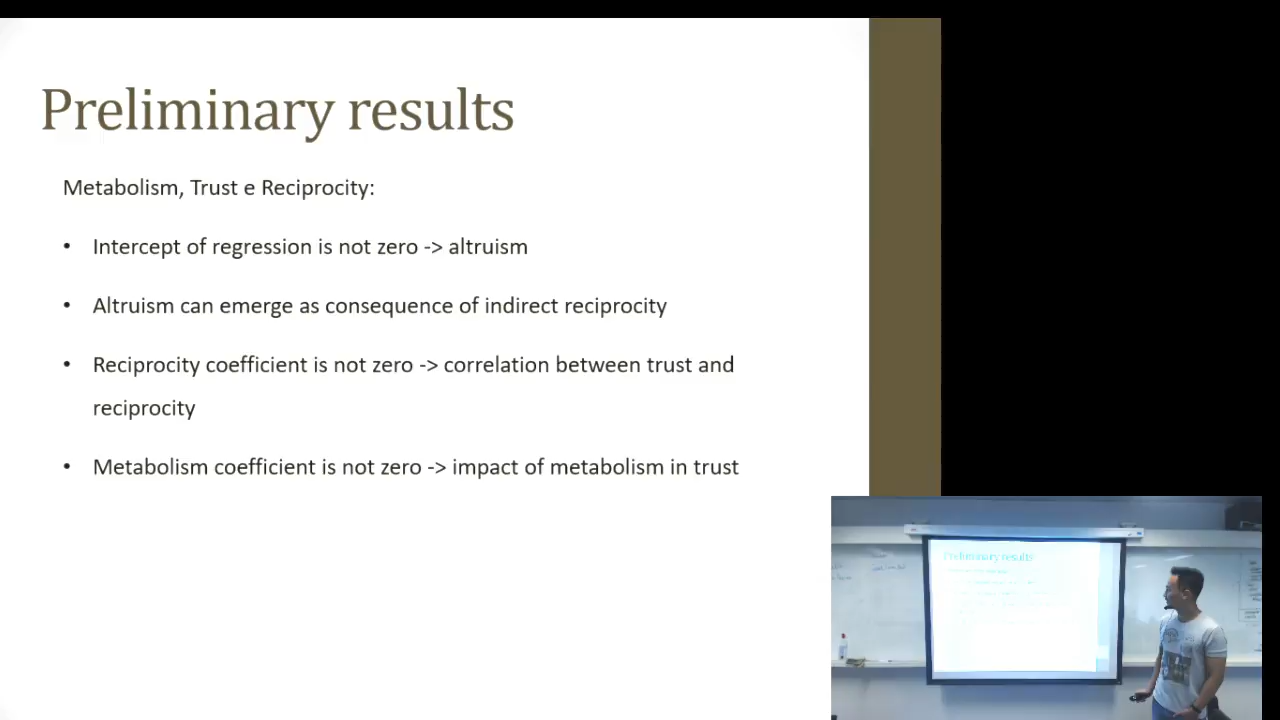 Preliminary results
Metabolism, Trust e Reciprocity:
• Intercept of regression is not zero -> altruism
• Altruism can emerge as consequence of indirect reciprocity
• Reciprocity coefficient is not zero -> correlation between trust and
reciprocity
• Metabolism coefficient is not zero -> impact of metabolism in trust
Preliminary results